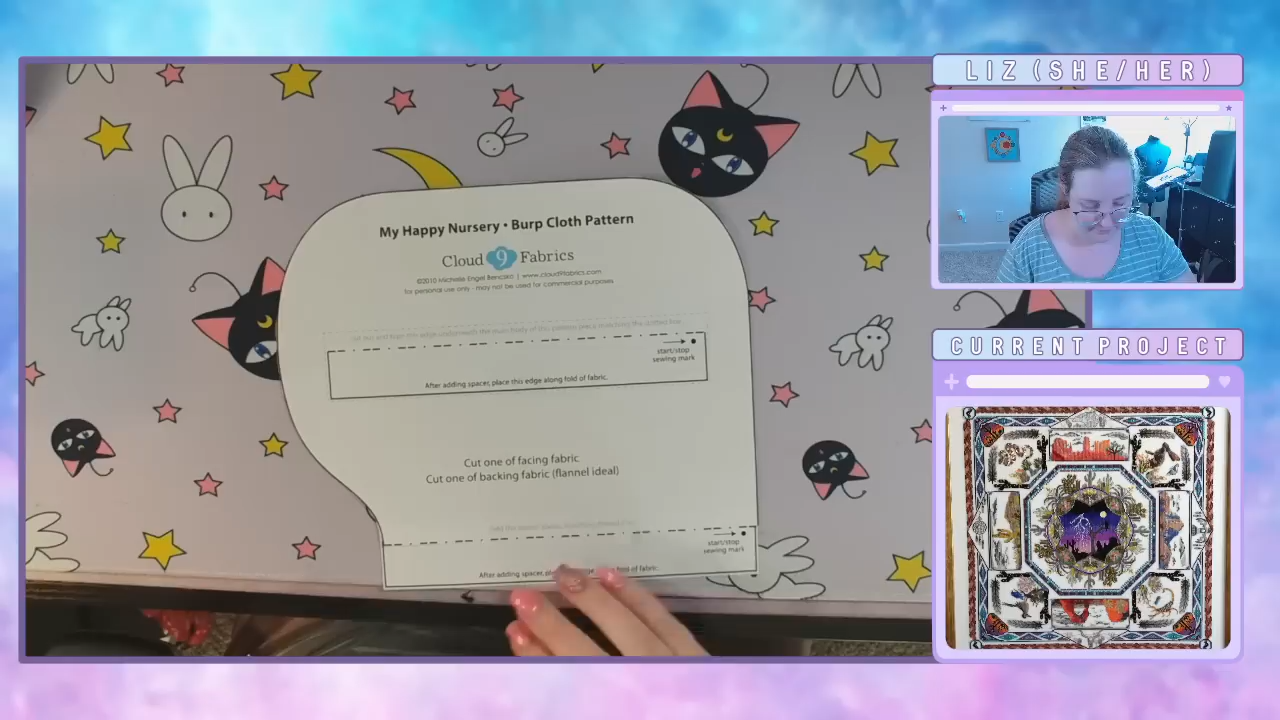 LIZ (SHE/HER)
My Happy Nursery • Burp Cloth Pattern
Cloud 9 Fabrics
©2010 Michelle Engel Bencsko | www.cloud9fabrics.com
for personal use only - may not be used for commercial purposes
start/stop
sewing mark
After adding spacer, place this edge along fold of fabric.
Cut one of facing fabric
Cut one of backing fabric (flannel ideal)
start/stop
sewing mark
After adding spacer, edge along fold of fabric.
CURRENT PROJECT